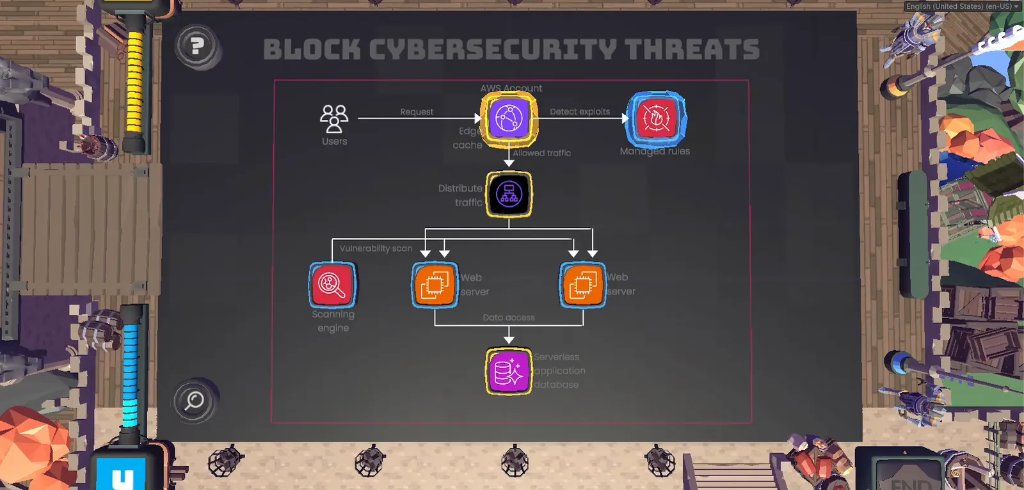 English (United States) (en-US)
?
BLOCK CYBERSECURITY THREATS
AWS Account
Users
Request
Edge
cache
Detect exploits
Managed rules
Allowed traffic
Distribute
traffic
Vulnerability scan
Scanning
engine
Web
server
Web
server
Data access
Serverless
application
database
4
END